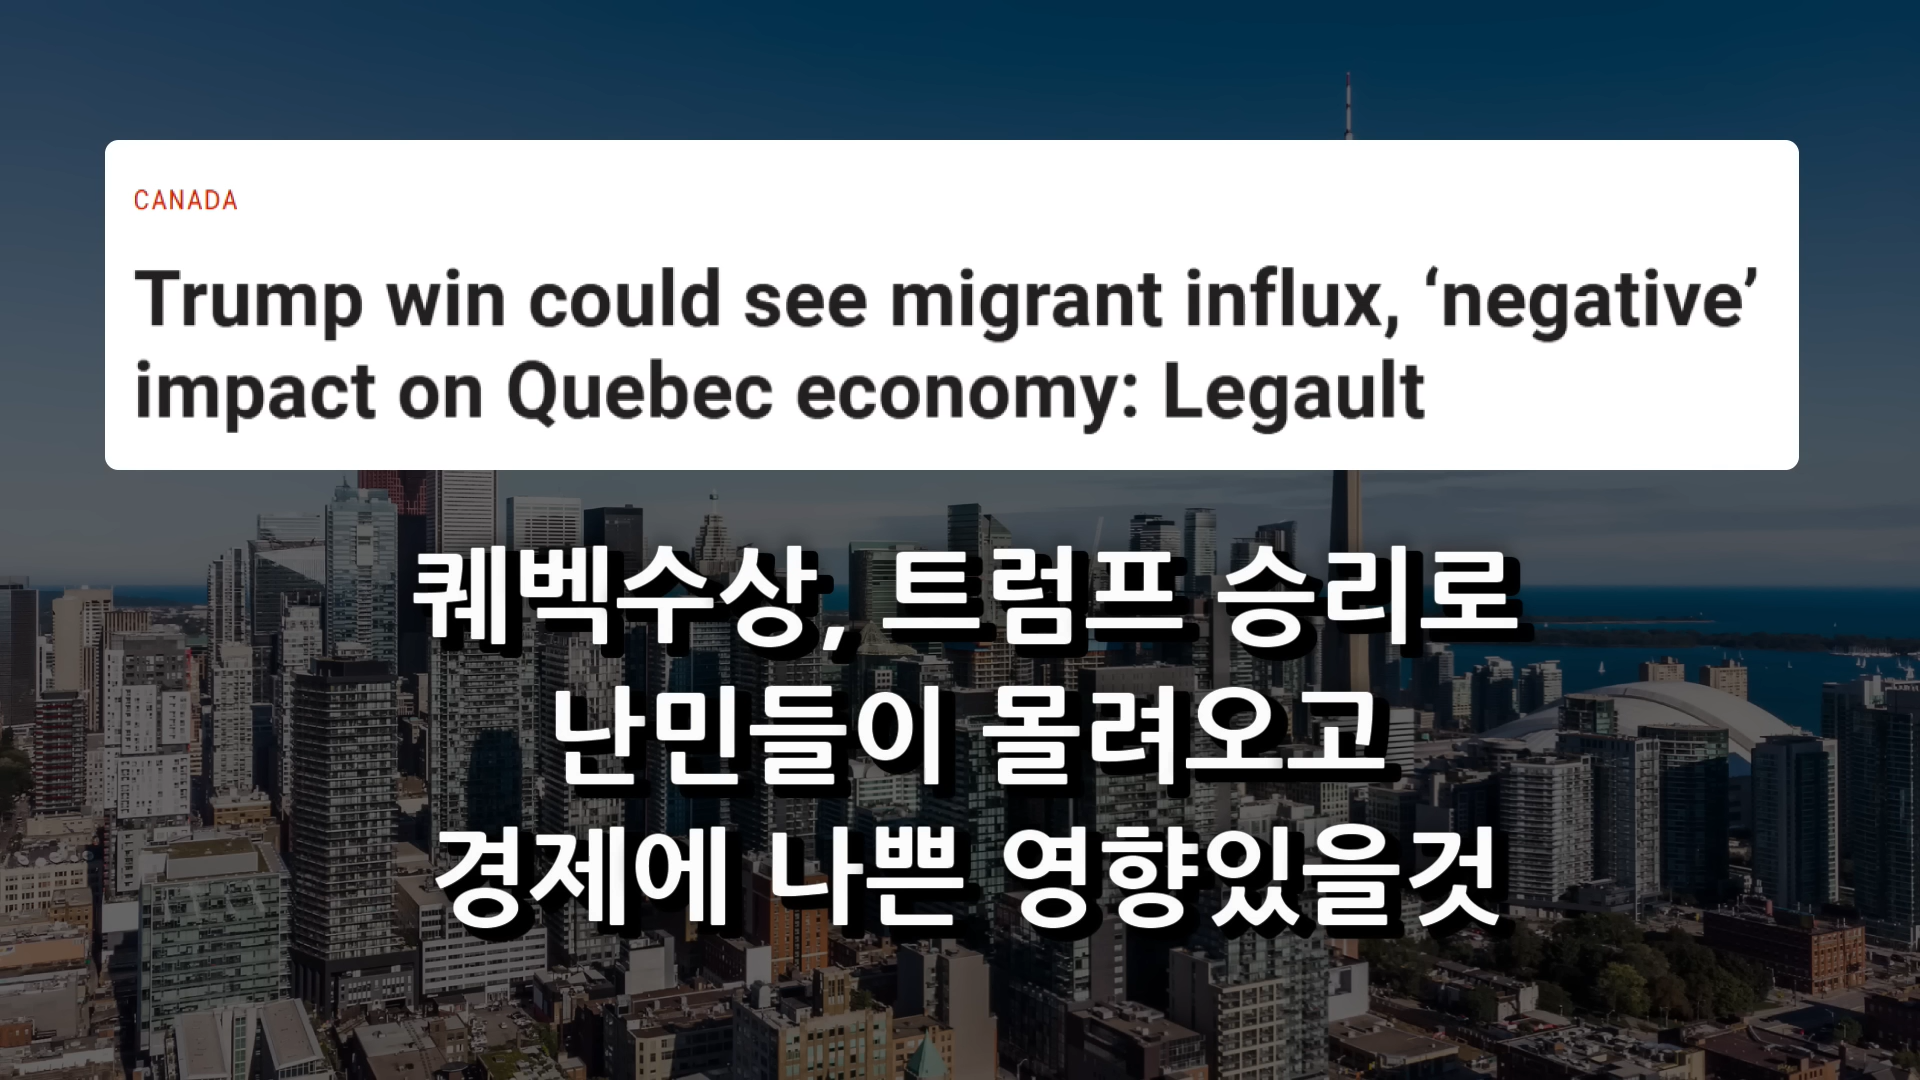 CANADA
Trump win could see migrant influx, ‘negative’
impact on Quebec economy: Legault
퀘벡수상, 트럼프 승리로
난민들이 몰려오고
경제에 나쁜 영향있을것